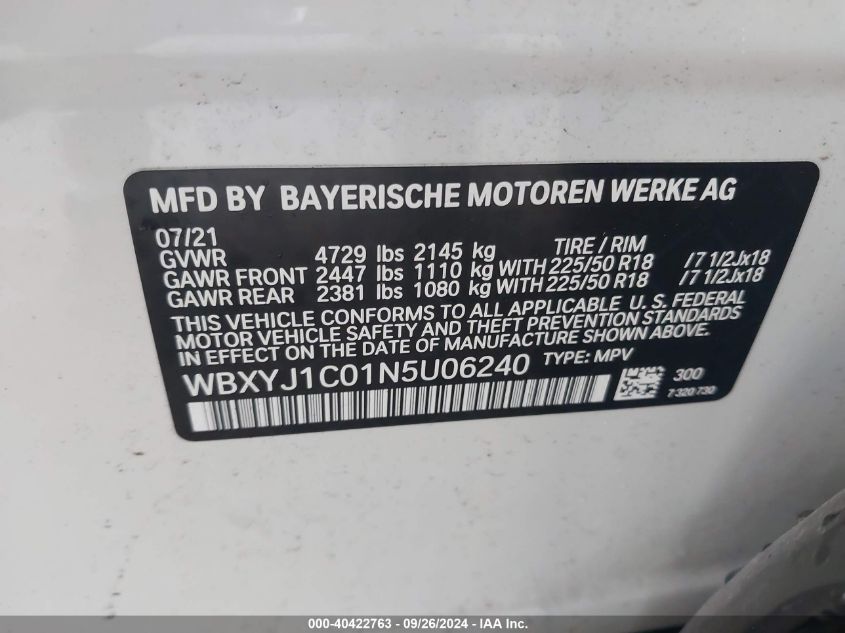 MFD BY BAYERISCHE MOTOREN WERKE AG
07/21 TIRE / RIM
GVWR 4729 lbs 2145 kg
GAWR FRONT 2447 lbs 1110 kg WITH 225/50 R18 /7 1/2Jx18
GAWR REAR 2381 lbs 1080 kg WITH 225/50 R18 /7 1/2Jx18
THIS VEHICLE CONFORMS TO ALL APPLICABLE U. S. FEDERAL
MOTOR VEHICLE SAFETY AND THEFT PREVENTION STANDARDS
IN EFFECT ON THE DATE OF MANUFACTURE SHOWN ABOVE.
WBXYJ1C01N5U06240 TYPE: MPV
300
7 320 730
000-40422763 - 09/26/2024 - COPYRIGHT © 2024 IAA, LLC.